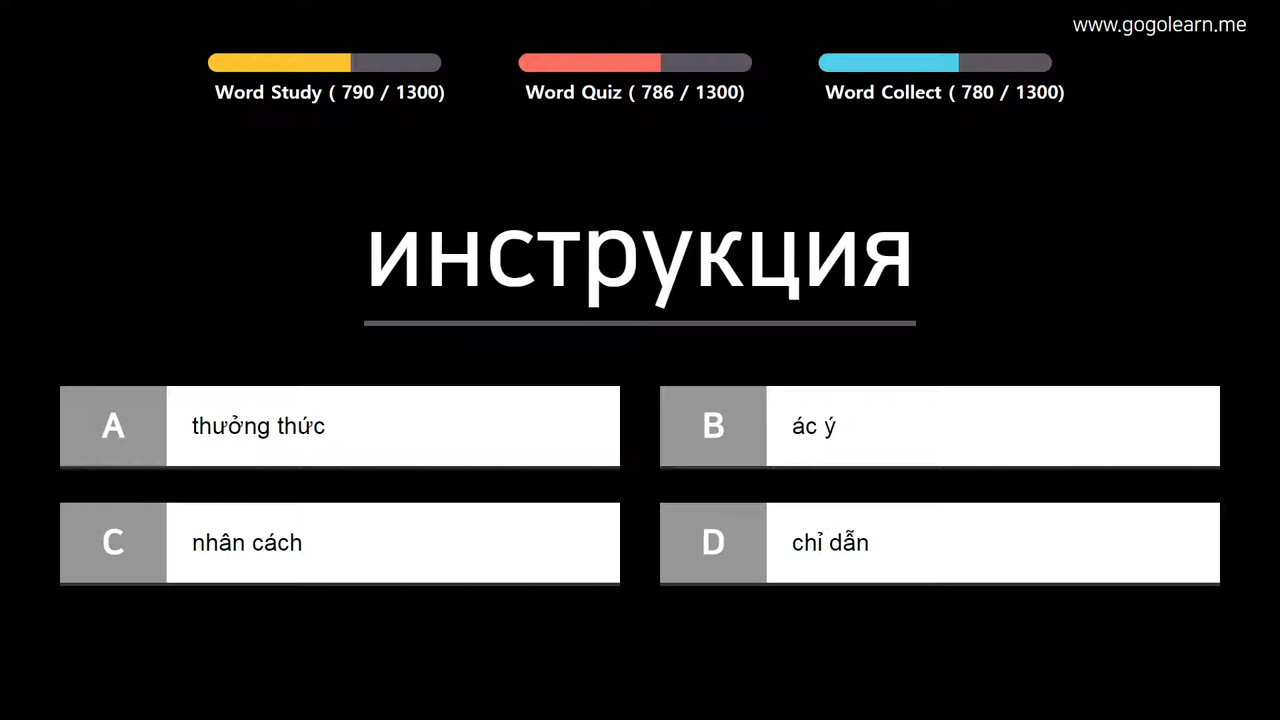 www.gogolearn.me
Word Study ( 790 / 1300)
Word Quiz ( 786 / 1300)
Word Collect ( 780 / 1300)
инструкция
A thưởng thức
B ác ý
C nhân cách
D chỉ dẫn